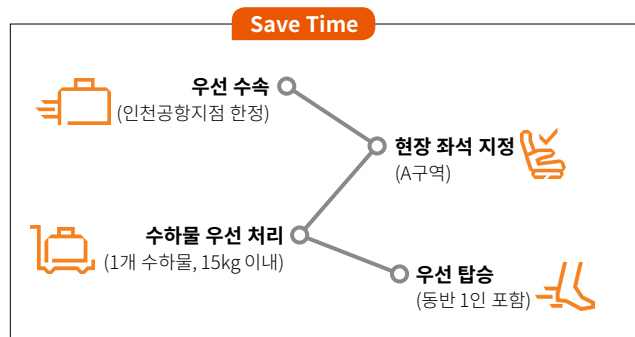 Save Time
우선 수속
(인천공항지점 한정)
현장 좌석 지정
(A구역)
수하물 우선 처리
(1개 수하물, 15kg 이내)
우선 탑승
(동반 1인 포함)